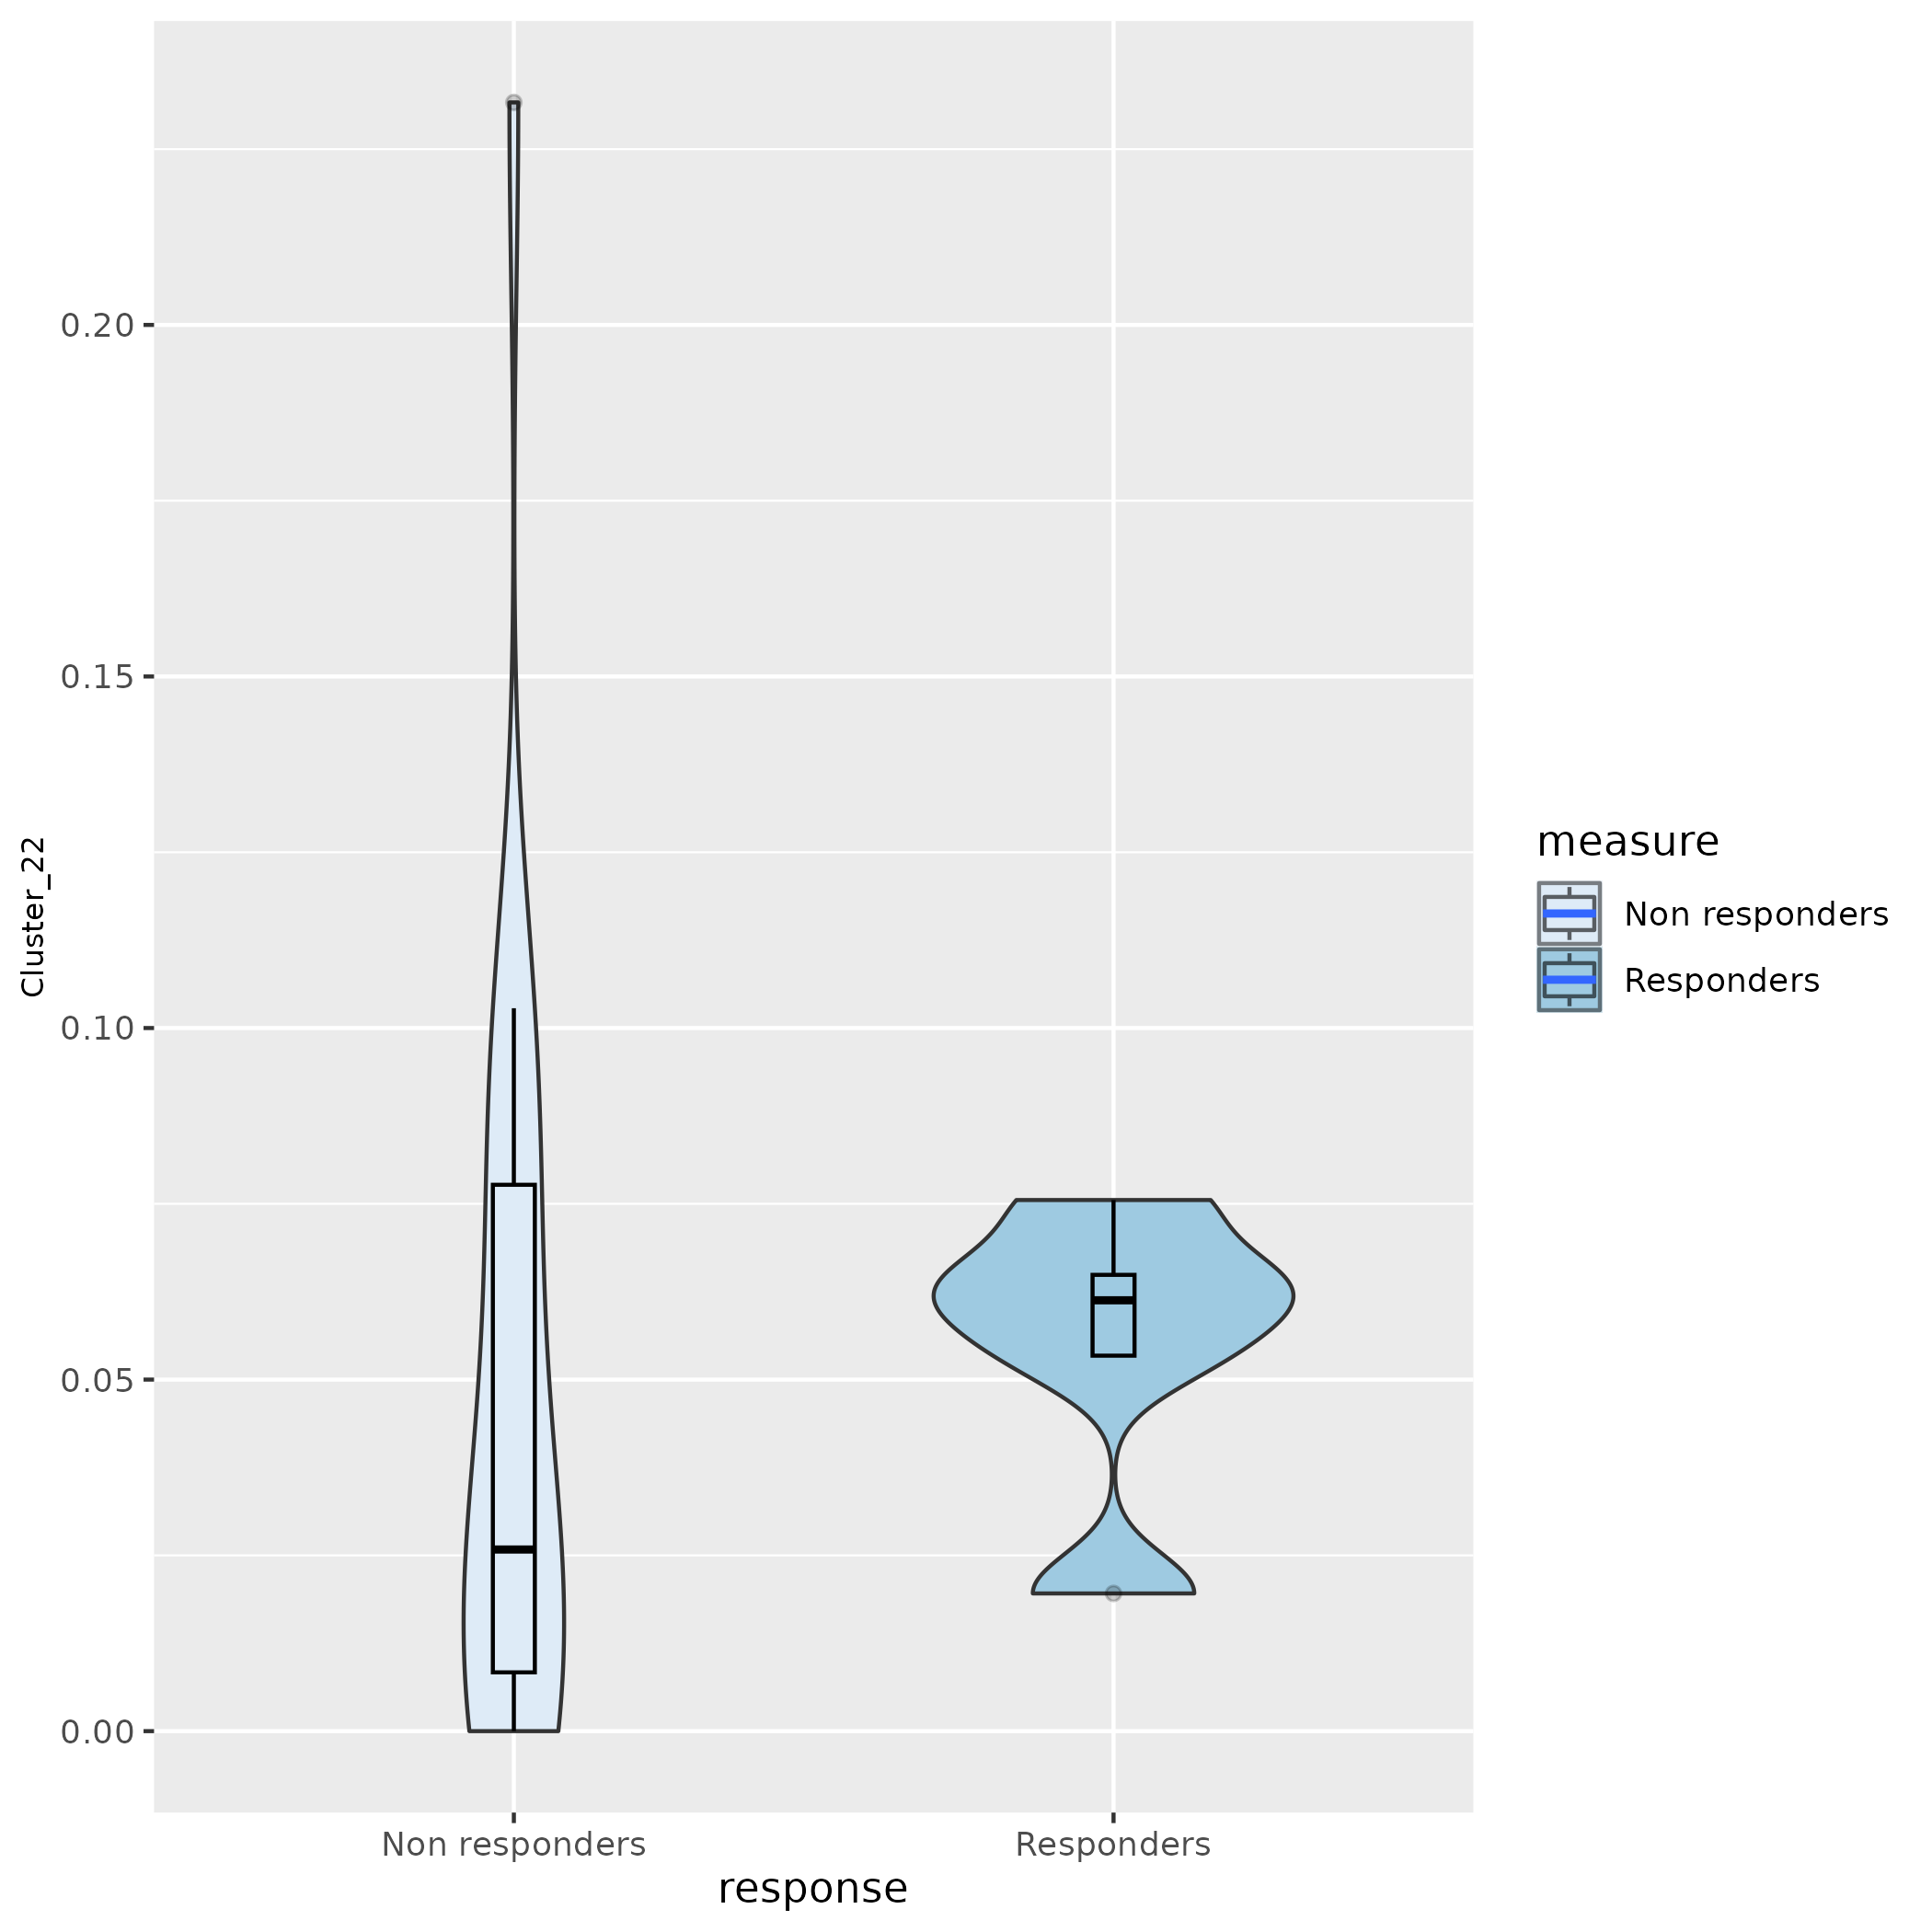 Cluster_22
0.20
0.15
0.10
0.05
0.00
Non responders
Responders
response
measure
Non responders
Responders